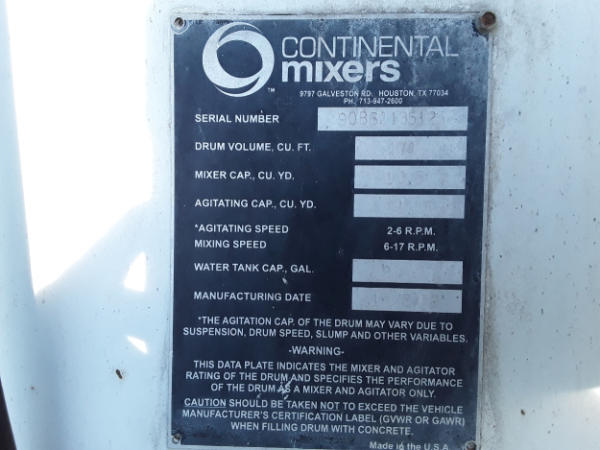 CONTINENTAL
mixers
TM
9797 GALVESTON RD. HOUSTON, TX 77034
PH. 713-947-2600
SERIAL NUMBER
DRUM VOLUME, CU. FT.
MIXER CAP., CU. YD.
AGITATING CAP., CU. YD.
*AGITATING SPEED 2-6 R.P.M.
MIXING SPEED 6-17 R.P.M.
WATER TANK CAP., GAL.
MANUFACTURING DATE
*THE AGITATION CAP. OF THE DRUM MAY VARY DUE TO
SUSPENSION, DRUM SPEED, SLUMP AND OTHER VARIABLES.
-WARNING-
THIS DATA PLATE INDICATES THE MIXER AND AGITATOR
RATING OF THE DRUM AND SPECIFIES THE PERFORMANCE
OF THE DRUM AS A MIXER AND AGITATOR ONLY.
CAUTION SHOULD BE TAKEN NOT TO EXCEED THE VEHICLE
MANUFACTURER'S CERTIFICATION LABEL (GVWR OR GAWR)
WHEN FILLING DRUM WITH CONCRETE.
Made in the U.S.A.